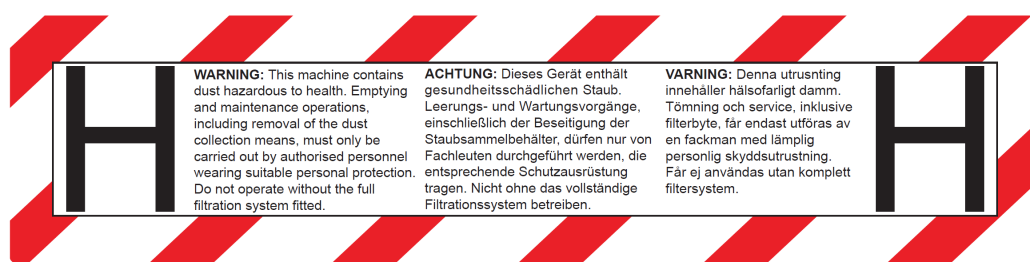 H
WARNING: This machine contains
dust hazardous to health. Emptying
and maintenance operations,
including removal of the dust
collection means, must only be
carried out by authorised personnel
wearing suitable personal protection.
Do not operate without the full
filtration system fitted.
ACHTUNG: Dieses Gerät enthält
gesundheitsschädlichen Staub.
Leerungs- und Wartungsvorgänge,
einschließlich der Beseitigung der
Staubsammelbehälter, dürfen nur von
Fachleuten durchgeführt werden, die
entsprechende Schutzausrüstung
tragen. Nicht ohne das vollständige
Filtrationssystem betreiben.
VARNING: Denna utrusnting
innehåller hälsofarligt damm.
Tömning och service, inklusive
filterbyte, får endast utföras av
en fackman med lämplig
personlig skyddsutrustning.
Får ej användas utan komplett
filtersystem.
H